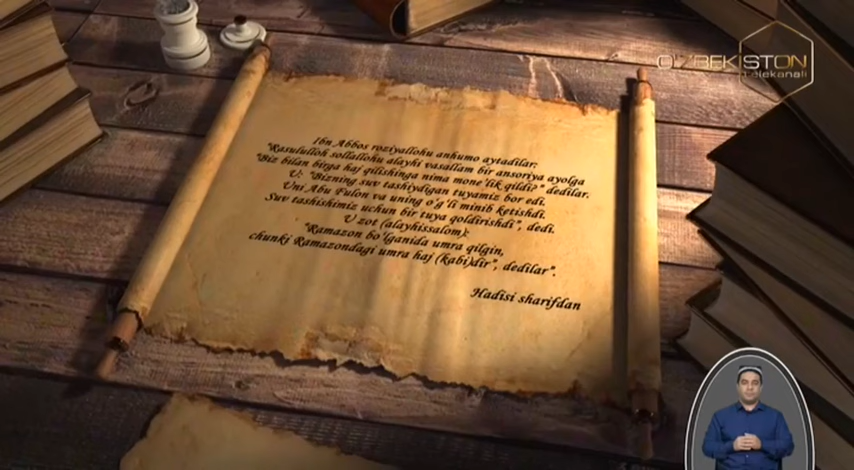 O'ZBEKISTON
telekanali
Ibn Abbos roziyallohu anhumo aytadilar:
"Rasululloh sollallohu alayhi vasallam bir ansoriya ayolga
"Biz bilan birga haj qilishinga nima mone'lik qildi?" dedilar.
U: "Bizning suv tashiydigan tuyamiz bor edi.
Uni Abu Fulon va uning o'g'li minib ketishdi.
Suv tashishimiz uchun bir tuya qoldirishdi", dedi.
U zot (alayhissalom):
"Ramazon bo'lganida umra qilgin,
chunki Ramazondagi umra haj (kabi)dir", dedilar".
Hadisi sharifdan